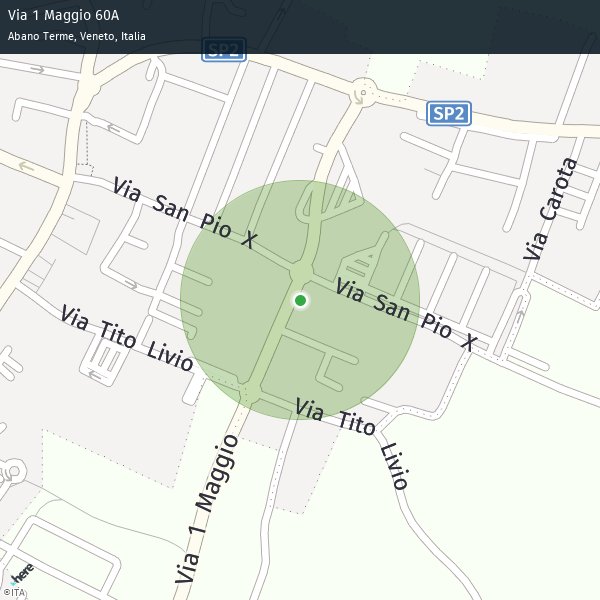 Via 1 Maggio 60A
Abano Terme, Veneto, Italia
SP2
SP2
Via San Pio X
Via Carota
Via San Pio X
Via Tito Livio
Via Tito Livio
Via 1 Maggio
here
©ITA